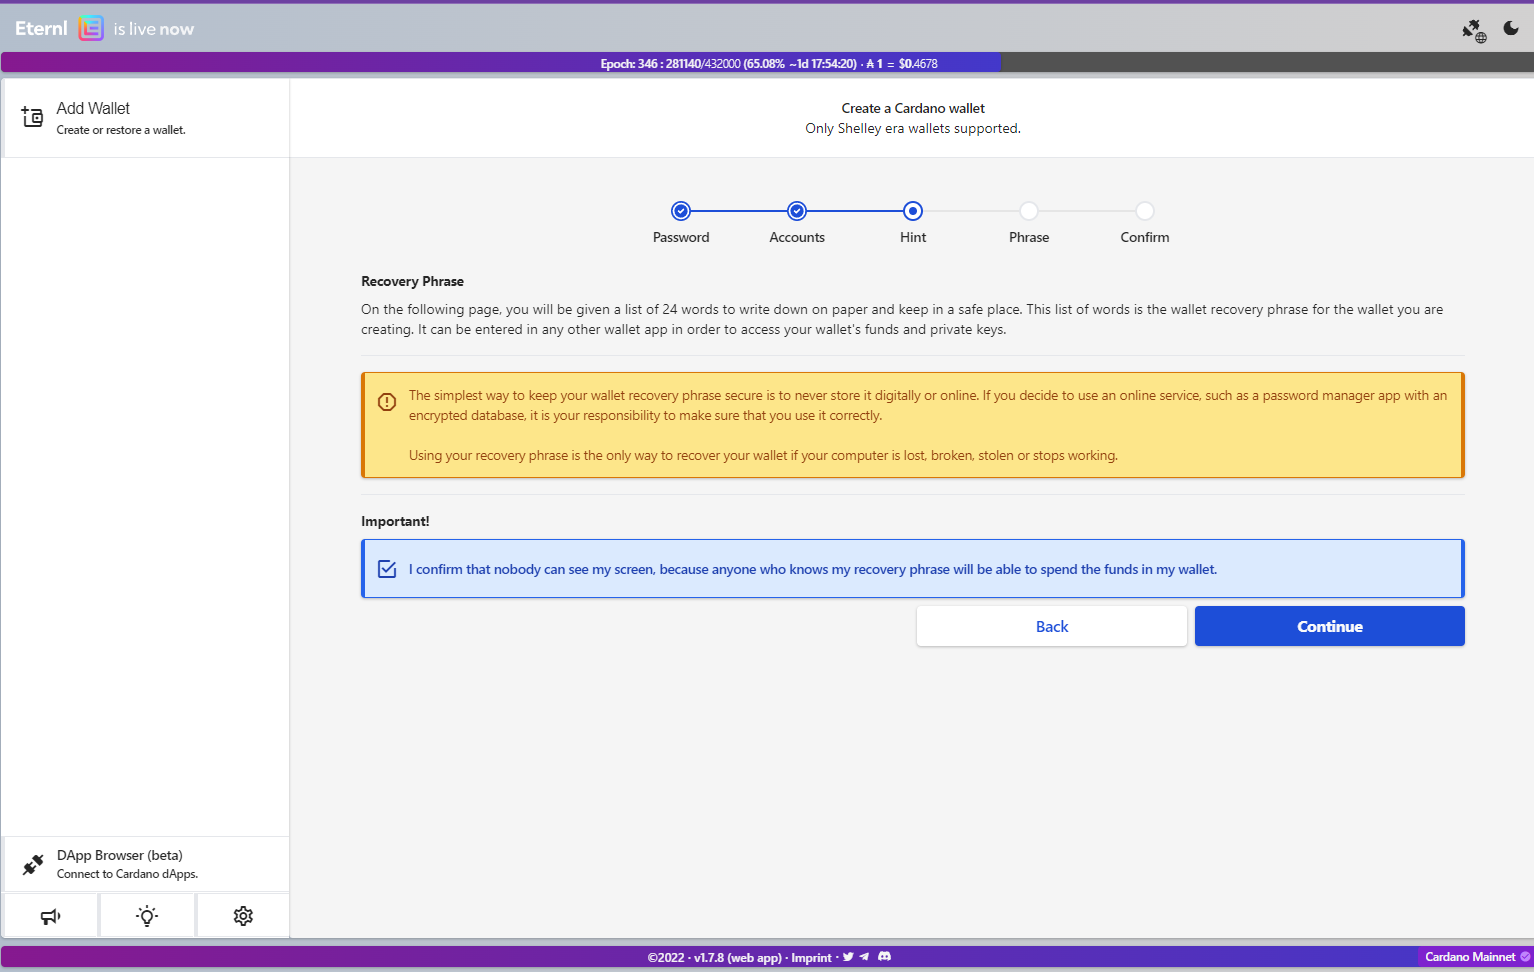 Eternl is live now
Epoch: 346 : 281140/432000 (65.08% ~1d 17:54:20) · ₳ 1 = $0.4678
Add Wallet
Create or restore a wallet.
Create a Cardano wallet
Only Shelley era wallets supported.
Password Accounts Hint Phrase Confirm
Recovery Phrase
On the following page, you will be given a list of 24 words to write down on paper and keep in a safe place. This list of words is the wallet recovery phrase for the wallet you are
creating. It can be entered in any other wallet app in order to access your wallet's funds and private keys.
The simplest way to keep your wallet recovery phrase secure is to never store it digitally or online. If you decide to use an online service, such as a password manager app with an
encrypted database, it is your responsibility to make sure that you use it correctly.
Using your recovery phrase is the only way to recover your wallet if your computer is lost, broken, stolen or stops working.
Important!
I confirm that nobody can see my screen, because anyone who knows my recovery phrase will be able to spend the funds in my wallet.
Back
Continue
DApp Browser (beta)
Connect to Cardano dApps.
©2022 · v1.7.8 (web app) · Imprint ·
Cardano Mainnet